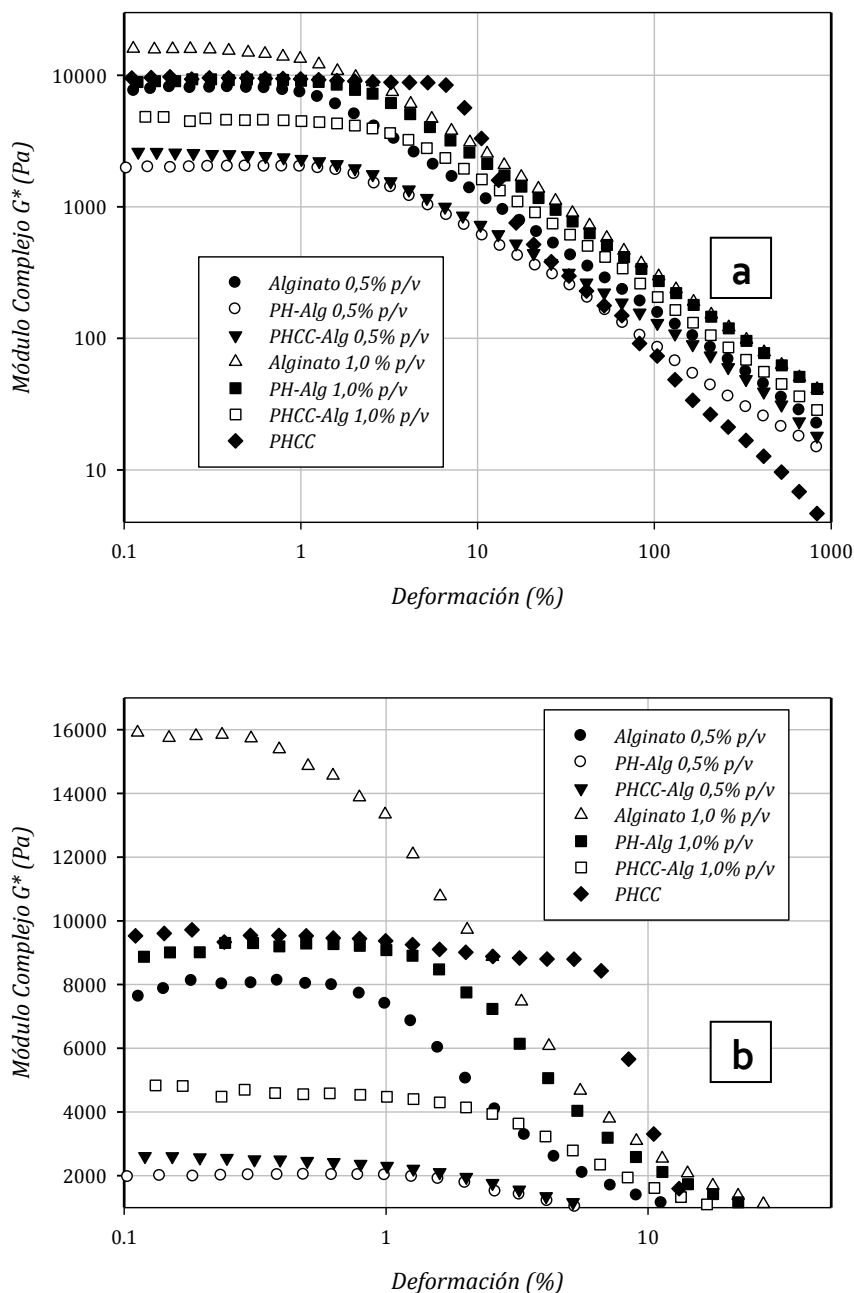 10000
1000
100
10
Módulo Complejo G* (Pa)
a
Alginato 0,5% p/v
PH-Alg 0,5% p/v
PHCC-Alg 0,5% p/v
Alginato 1,0 % p/v
PH-Alg 1,0% p/v
PHCC-Alg 1,0% p/v
PHCC
0.1 1 10 100 1000
Deformación (%)
16000
14000
12000
10000
8000
6000
4000
2000
Módulo Complejo G* (Pa)
Alginato 0,5% p/v
PH-Alg 0,5% p/v
PHCC-Alg 0,5% p/v
Alginato 1,0 % p/v
PH-Alg 1,0% p/v
PHCC-Alg 1,0% p/v
PHCC
b
0.1 1 10
Deformación (%)